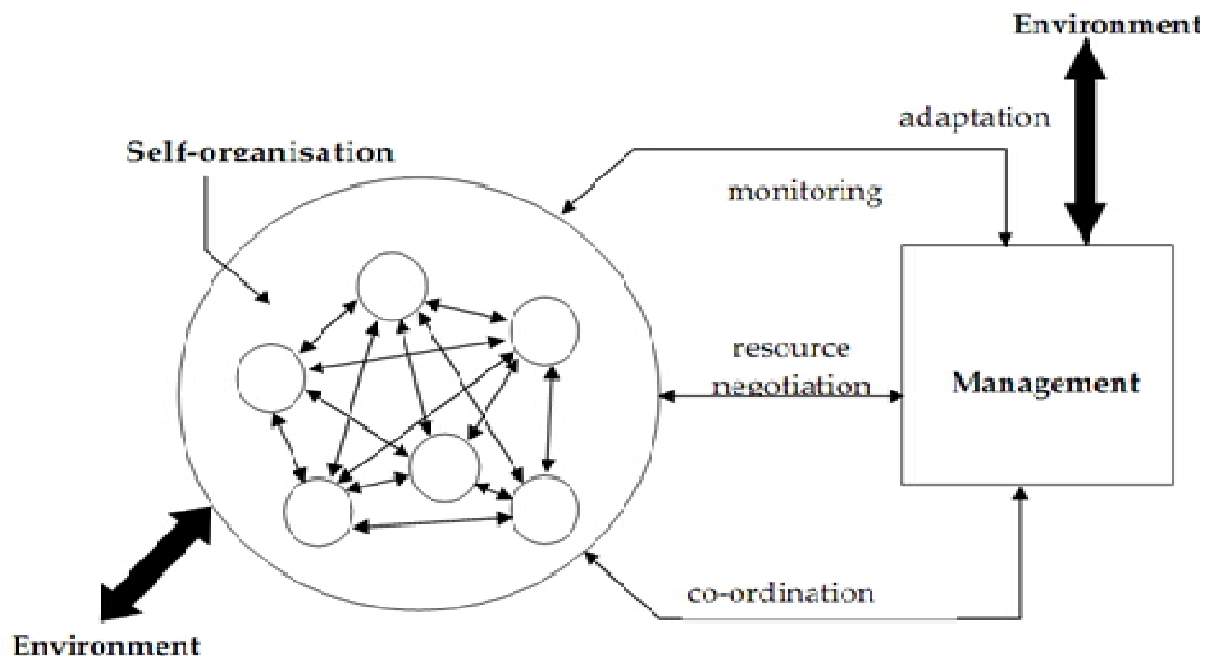 Environment
adaptation
Self-organisation
monitoring
rescurce
negotiation
Management
co-ordination
Environment